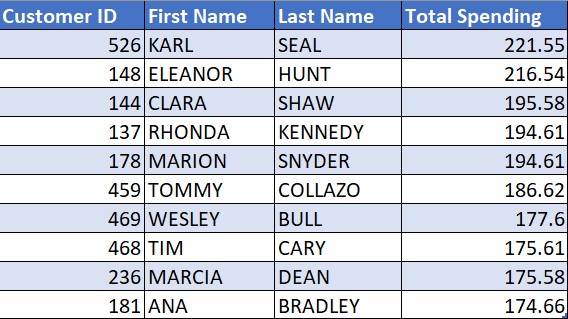 Customer ID First Name Last Name Total Spending
526 KARL SEAL 221.55
148 ELEANOR HUNT 216.54
144 CLARA SHAW 195.58
137 RHONDA KENNEDY 194.61
178 MARION SNYDER 194.61
459 TOMMY COLLAZO 186.62
469 WESLEY BULL 177.6
468 TIM CARY 175.61
236 MARCIA DEAN 175.58
181 ANA BRADLEY 174.66